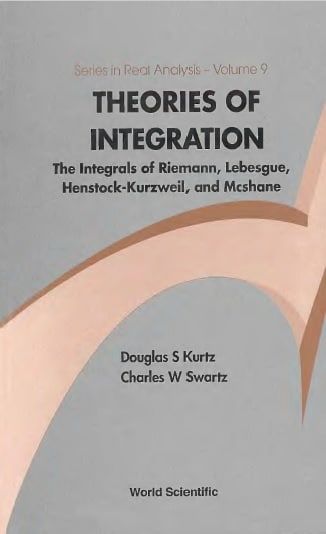 Series in Real Analysis – Volume 9
THEORIES OF
INTEGRATION
The Integrals of Riemann, Lebesgue,
Henstock-Kurzweil, and Mcshane
Douglas S Kurtz
Charles W Swartz
World Scientific